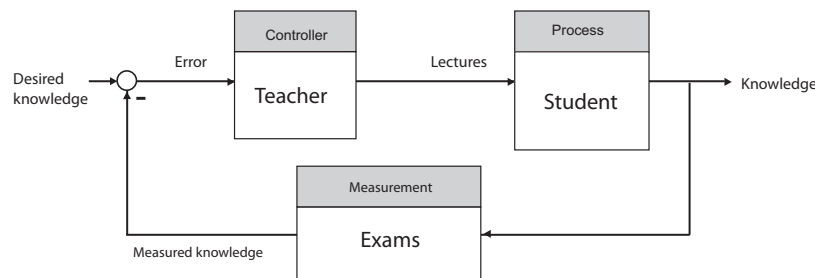 Controller
Process
Desired
knowledge
Error
Teacher
Lectures
Student
Knowledge
-
Measurement
Measured knowledge
Exams